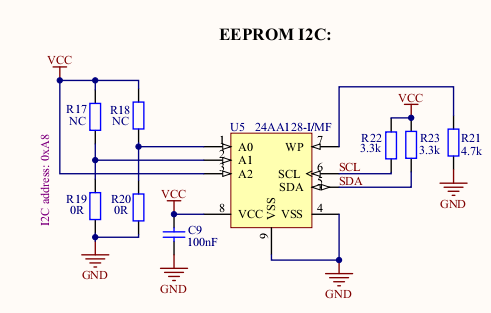 EEPROM I2C:
VCC
R17
NC
R18
NC
U5
24AA128-I/MF
VCC
1
A0
WP
7
R22
3.3k
R23
3.3k
R21
4.7k
2
A1
3
A2
SCL
6
SCL
SDA
5
SDA
I2C address: 0xA8
R19
0R
R20
0R
VCC
GND
8
VCC
VSS
VSS
4
C9
100nF
9
GND
GND
GND